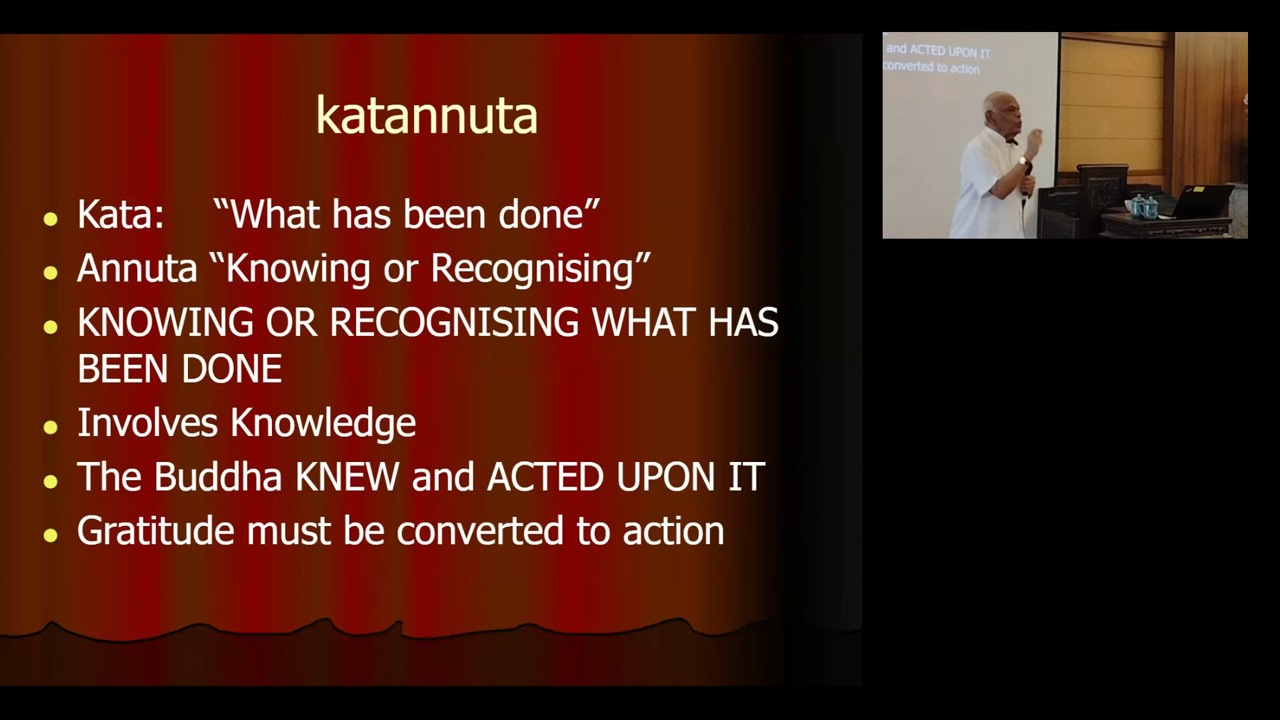 katannuta
Kata: “What has been done”
Annuta “Knowing or Recognising”
KNOWING OR RECOGNISING WHAT HAS
BEEN DONE
Involves Knowledge
The Buddha KNEW and ACTED UPON IT
Gratitude must be converted to action
and ACTED UPON IT
converted to action